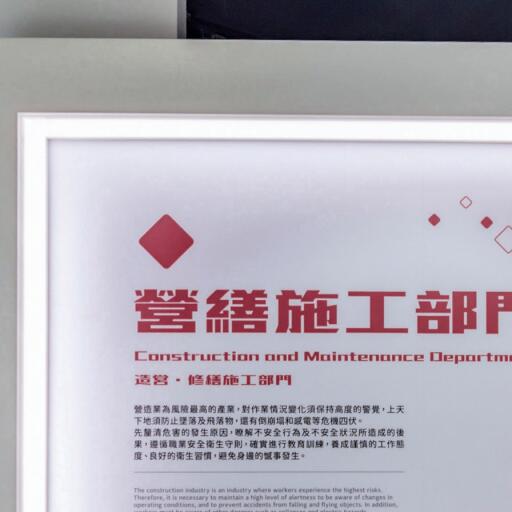 營繕施工部門
Construction and Maintenance Departme
造営・修繕施工部門
營造業為風險最高的產業，對作業情況變化須保持高度的警覺，上天
下地須防止墜落及飛落物，還有倒崩塌和感電等危機四伏。
先釐清危害的發生原因，瞭解不安全行為及不安全狀況所造成的後
果，遵循職業安全衛生守則，確實進行教育訓練，養成謹慎的工作態
度、良好的衛生習慣，避免身邊的憾事發生。
The construction industry is an industry where workers experience the highest risks.
Therefore, it is necessary to maintain a high level of alertness to be aware of changes in
operating conditions, and to prevent accidents from falling and flying objects. In addition,